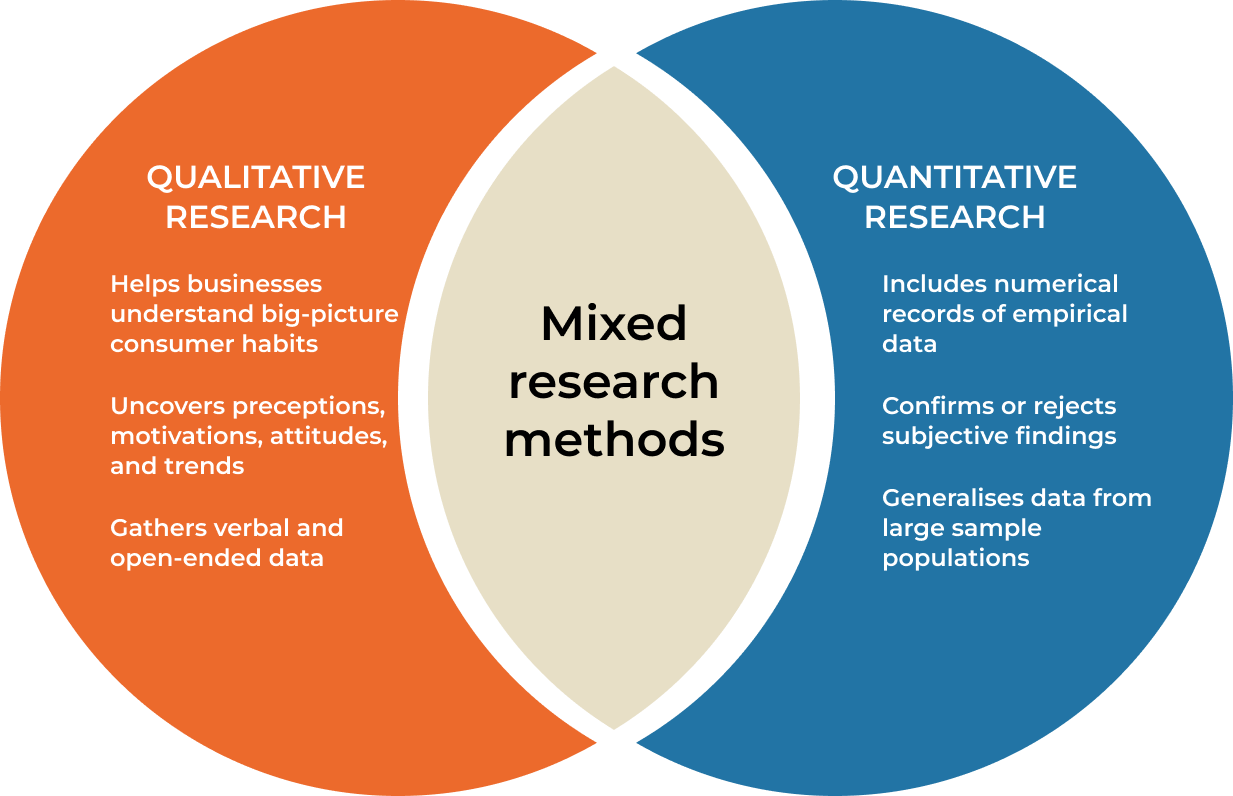 QUALITATIVE
RESEARCH
Helps businesses
understand big-picture
consumer habits
Uncovers preceptions,
motivations, attitudes,
and trends
Gathers verbal and
open-ended data
Mixed
research
methods
QUANTITATIVE
RESEARCH
Includes numerical
records of empirical
data
Confirms or rejects
subjective findings
Generalises data from
large sample
populations